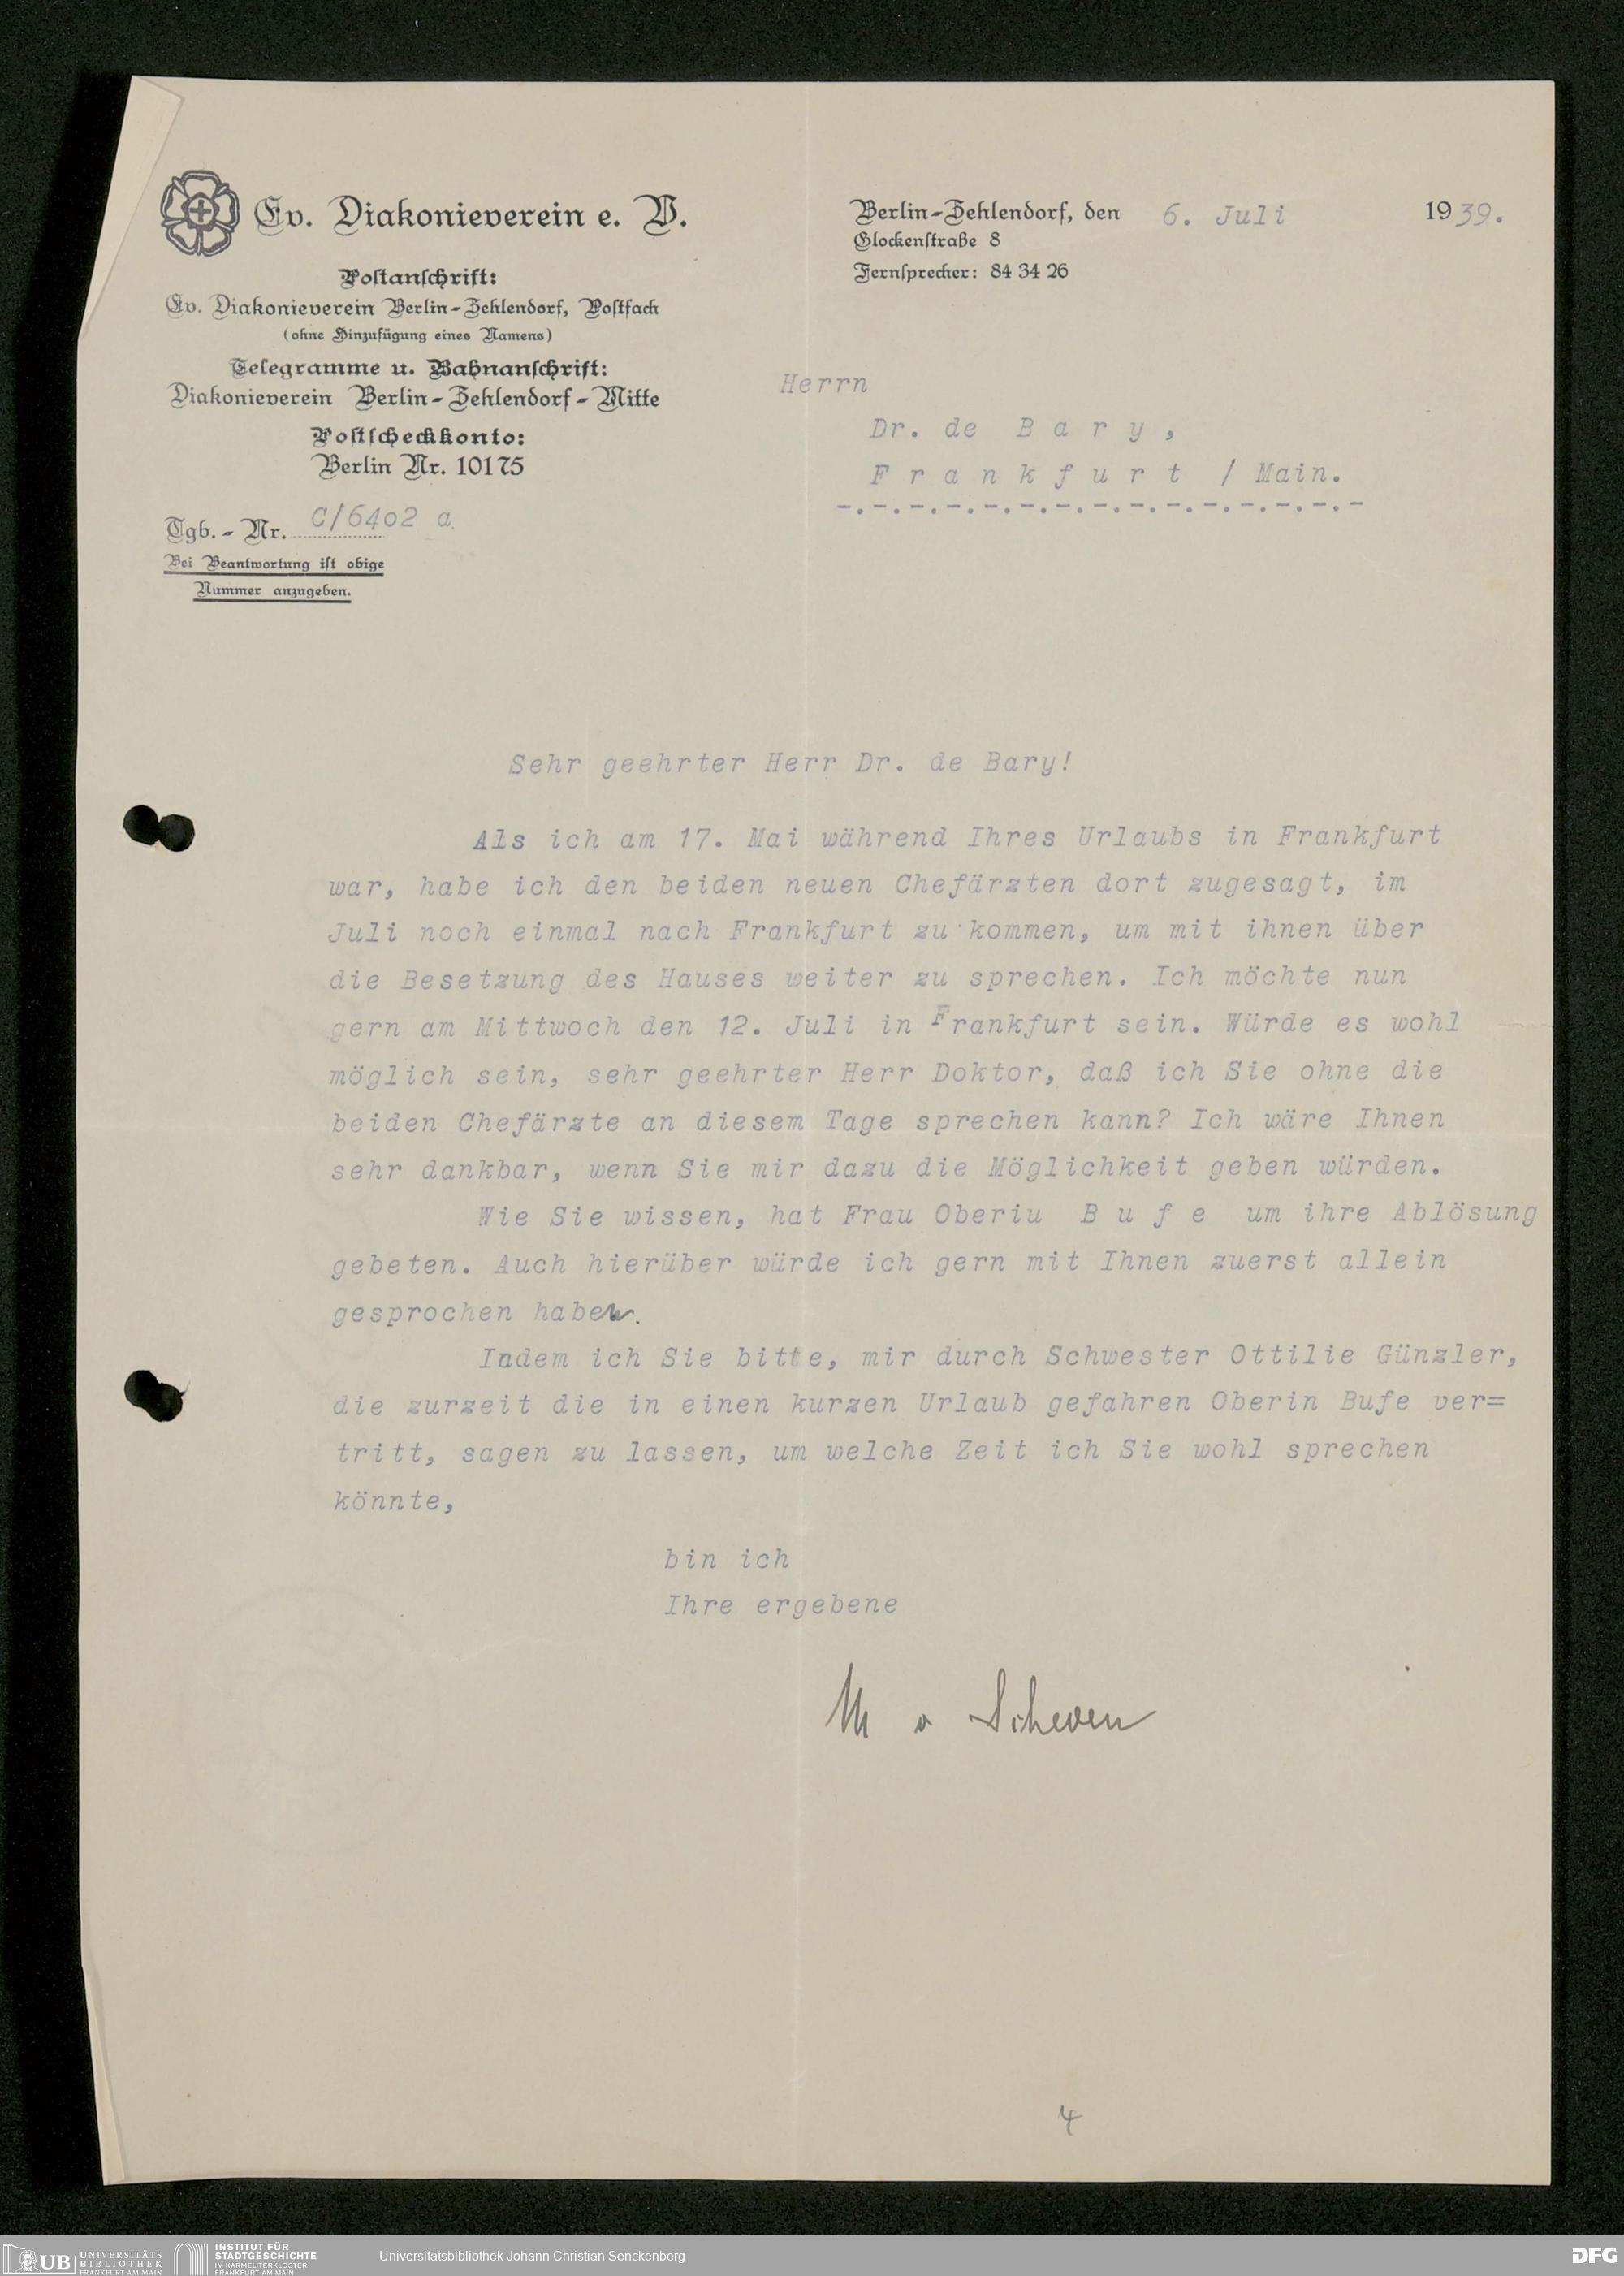 Ev. Diakonieverein e. V.
Postanschrift:
Ev. Diakonieverein Berlin-Zehlendorf, Postfach
(ohne Hinzufügung eines Namens)
Telegramme u. Bahnanschrift:
Diakonieverein Berlin-Zehlendorf-Mitte
Postscheckkonto:
Berlin Nr. 10175
Tgb.-Nr. C/6402 a.
Bei Beantwortung ist obige
Nummer anzugeben.
Berlin-Zehlendorf, den 6. Juli 1939.
Glockenstraße 8
Fernsprecher: 84 34 26
Herrn
Dr. de B a r y ,
F r a n k f u r t / Main.
-.-.-.-.-.-.-.-.-.-.-.-.-.-.-
Sehr geehrter Herr Dr. de Bary!
Als ich am 17. Mai während Ihres Urlaubs in Frankfurt
war, habe ich den beiden neuen Chefärzten dort zugesagt, im
Juli noch einmal nach Frankfurt zu kommen, um mit ihnen über
die Besetzung des Hauses weiter zu sprechen. Ich möchte nun
gern am Mittwoch den 12. Juli in Frankfurt sein. Würde es wohl
möglich sein, sehr geehrter Herr Doktor, daß ich Sie ohne die
beiden Chefärzte an diesem Tage sprechen kann? Ich wäre Ihnen
sehr dankbar, wenn Sie mir dazu die Möglichkeit geben würden.
Wie Sie wissen, hat Frau Oberiu B u f e um ihre Ablösung
gebeten. Auch hierüber würde ich gern mit Ihnen zuerst allein
gesprochen haben.
Indem ich Sie bitte, mir durch Schwester Ottilie Günzler,
die zurzeit die in einen kurzen Urlaub gefahren Oberin Bufe ver=
tritt, sagen zu lassen, um welche Zeit ich Sie wohl sprechen
könnte,
bin ich
Ihre ergebene
M v Scheven
4
UB UNIVERSITÄTS
BIBLIOTHEK
FRANKFURT AM MAIN
INSTITUT FÜR
STADTGESCHICHTE
IM KARMELITERKLOSTER
FRANKFURT AM MAIN
Universitätsbibliothek Johann Christian Senckenberg
DFG